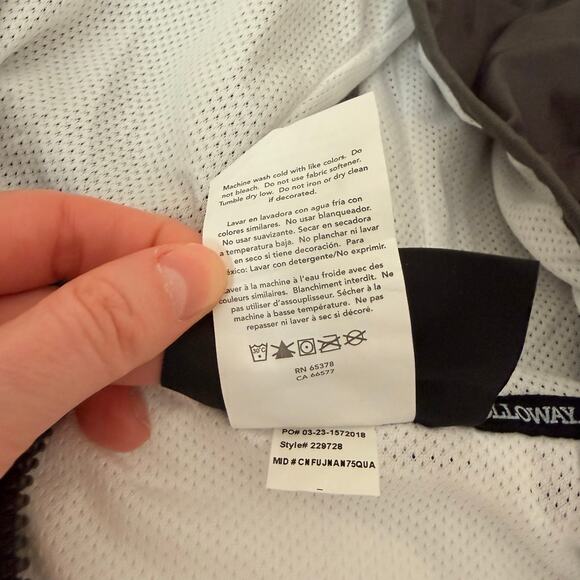 Machine wash cold with like colors. Do
not bleach. Do not use fabric softener.
Tumble dry low. Do not iron or dry clean
if decorated.
Lavar en lavadora con agua fría con
colores similares. No usar blanqueador.
No usar suavizante. Secar en secadora
a temperatura baja. No planchar ni lavar
en seco si tiene decoración. Para
éxico: Lavar con detergente/No exprimir.
aver à la machine à l'eau froide avec des
couleurs similaires. Blanchiment interdit. Ne
pas utiliser d'assouplisseur. Sécher à la
machine à basse température. Ne pas
repasser ni laver à sec si décoré.
30°C
RN 65378
CA 66577
LLOWAY
PO# 03-23-1572018
Style# 229728
MID # CNFUJNAN75QUA